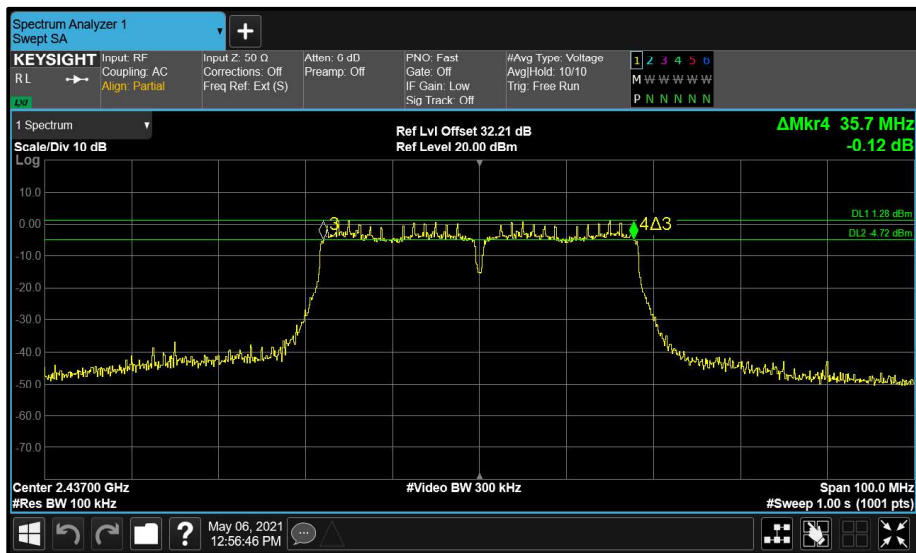 Spectrum Analyzer 1
Swept SA
+
KEYSIGHT Input: RF Input Z: 50 Ω Atten: 6 dB PNO: Fast #Avg Type: Voltage 1 2 3 4 5 6
R L Coupling: AC Corrections: Off Preamp: Off Gate: Off Avg|Hold: 10/10 M W W W W W
Align: Partial Freq Ref: Ext (S) IF Gain: Low Trig: Free Run
LXI Sig Track: Off P N N N N N
1 Spectrum Ref Lvl Offset 32.21 dB ΔMkr4 35.7 MHz
Scale/Div 10 dB Ref Level 20.00 dBm -0.12 dB
Log
10.0
DL1 1.28 dBm
0.00 3 4Δ3
DL2 -4.72 dBm
-10.0
-20.0
-30.0
-40.0
-50.0
-60.0
-70.0
Center 2.43700 GHz #Video BW 300 kHz Span 100.0 MHz
#Res BW 100 kHz #Sweep 1.00 s (1001 pts)
? May 06, 2021
12:56:46 PM